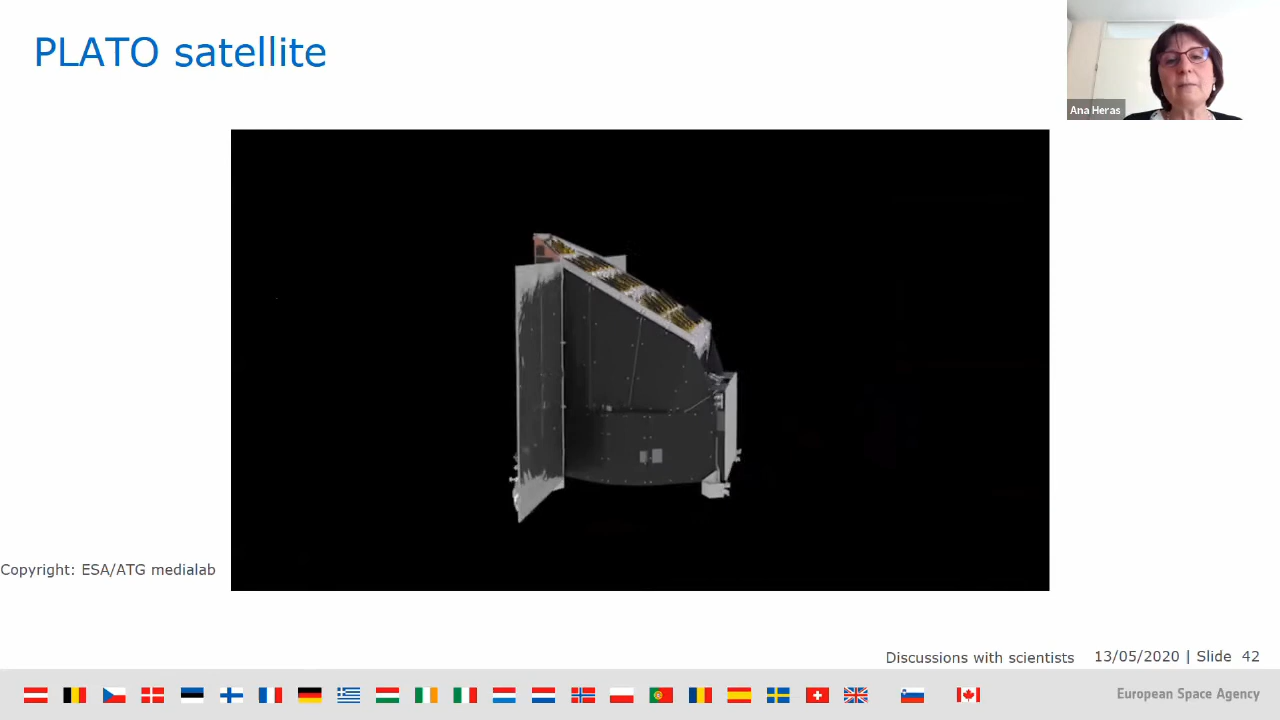 PLATO satellite
Ana Heras
Copyright: ESA/ATG medialab
Discussions with scientists 13/05/2020 | Slide 42
European Space Agency